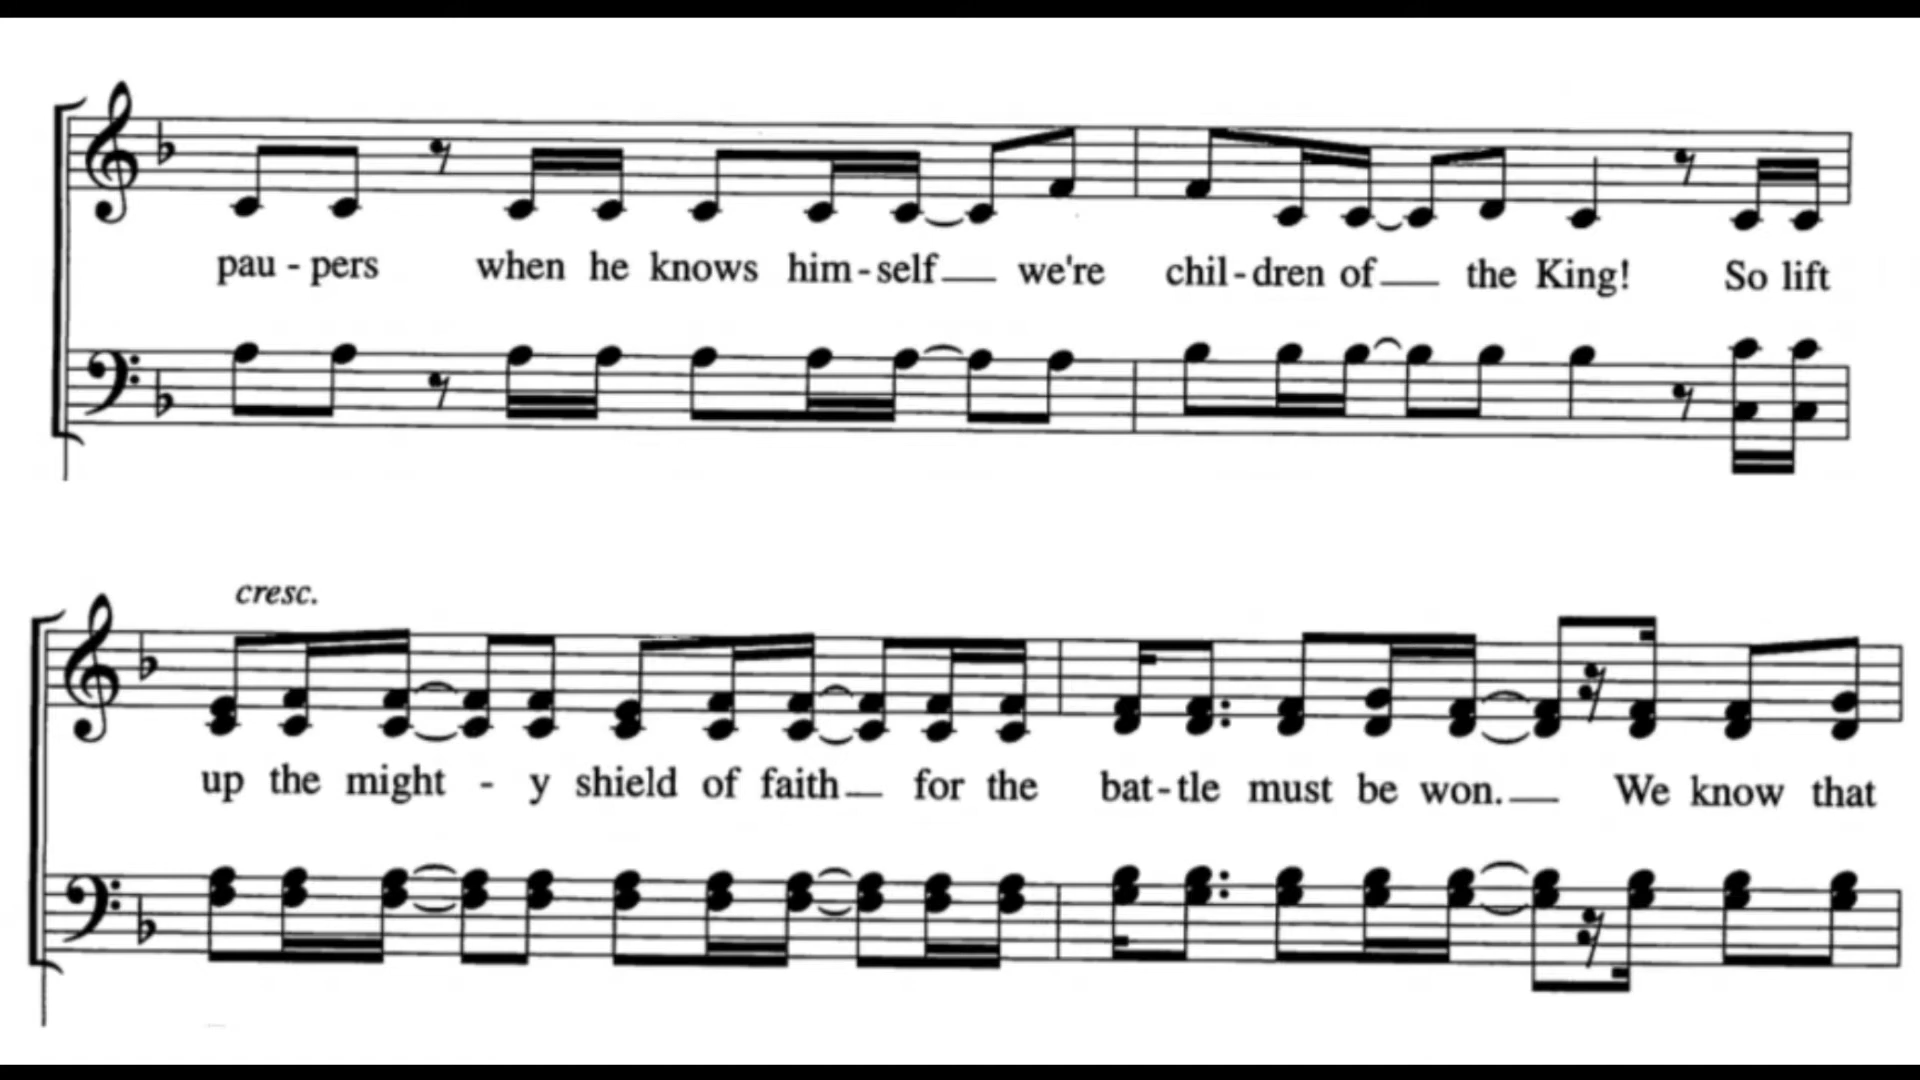 pau - pers when he knows him - self we're chil - dren of the King! So lift
cresc.
up the might - y shield of faith for the bat - tle must be won. We know that